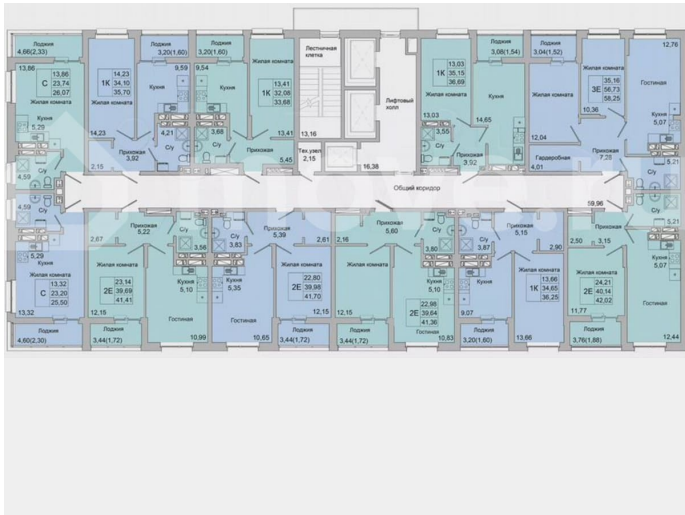 Лоджия
4,66(2,33)
Лоджия
3,20(1,60)
Лоджия
3,20(1,60)
Лестничная
клетка
Лифтовый
холл
Лоджия
3,08(1,54)
Лоджия
3,04(1,52)
12,76
13,86
С
13,86
23,74
26,07
Жилая комната
Кухня
5,29
1К
14,23
34,10
35,70
Жилая комната
14,23
9,59
Кухня
9,54
Кухня
1К
13,41
32,08
33,68
Жилая комната
13,41
13,16
Тех.узел
2,15
16,38
1К
13,03
35,15
36,69
Жилая комната
13,03
Кухня
14,65
Жилая комната
12,04
3Е
35,16
56,73
58,25
Жилая комната
10,36
Гостиная
Кухня
5,07
4,21
С/у
3,68
С/у
3,55
С/у
Прихожая
3,92
2,15
Прихожая
5,45
Прихожая
3,92
Гардеробная
4,01
Прихожая
7,28
5,21
С/у
С/у
4,59
Общий коридор
59,96
4,59
С/у
С/у
5,21
2,67
Прихожая
5,22
С/у
3,56
С/у
3,83
Прихожая
5,39
2,61
2,16
Прихожая
5,60
С/у
3,80
С/у
3,87
Прихожая
5,15
2,90
2,50
Прихожая
3,15
5,29
Кухня
Жилая комната
С
13,32
23,20
25,50
13,32
Жилая комната
2Е
23,14
39,69
41,41
12,15
Кухня
5,10
Гостиная
10,99
Кухня
5,35
Гостиная
10,65
Жилая комната
2Е
22,80
39,98
41,70
12,15
Жилая комната
12,15
Кухня
5,10
2Е
22,98
39,64
41,36
Гостиная
10,83
Кухня
9,07
Жилая комната
1К
13,66
34,65
36,25
13,66
Жилая комната
2Е
24,21
40,14
42,02
11,77
Кухня
5,07
Гостиная
12,44
Лоджия
4,60(2,30)
Лоджия
3,44(1,72)
Лоджия
3,44(1,72)
Лоджия
3,44(1,72)
Лоджия
3,20(1,60)
Лоджия
3,76(1,88)